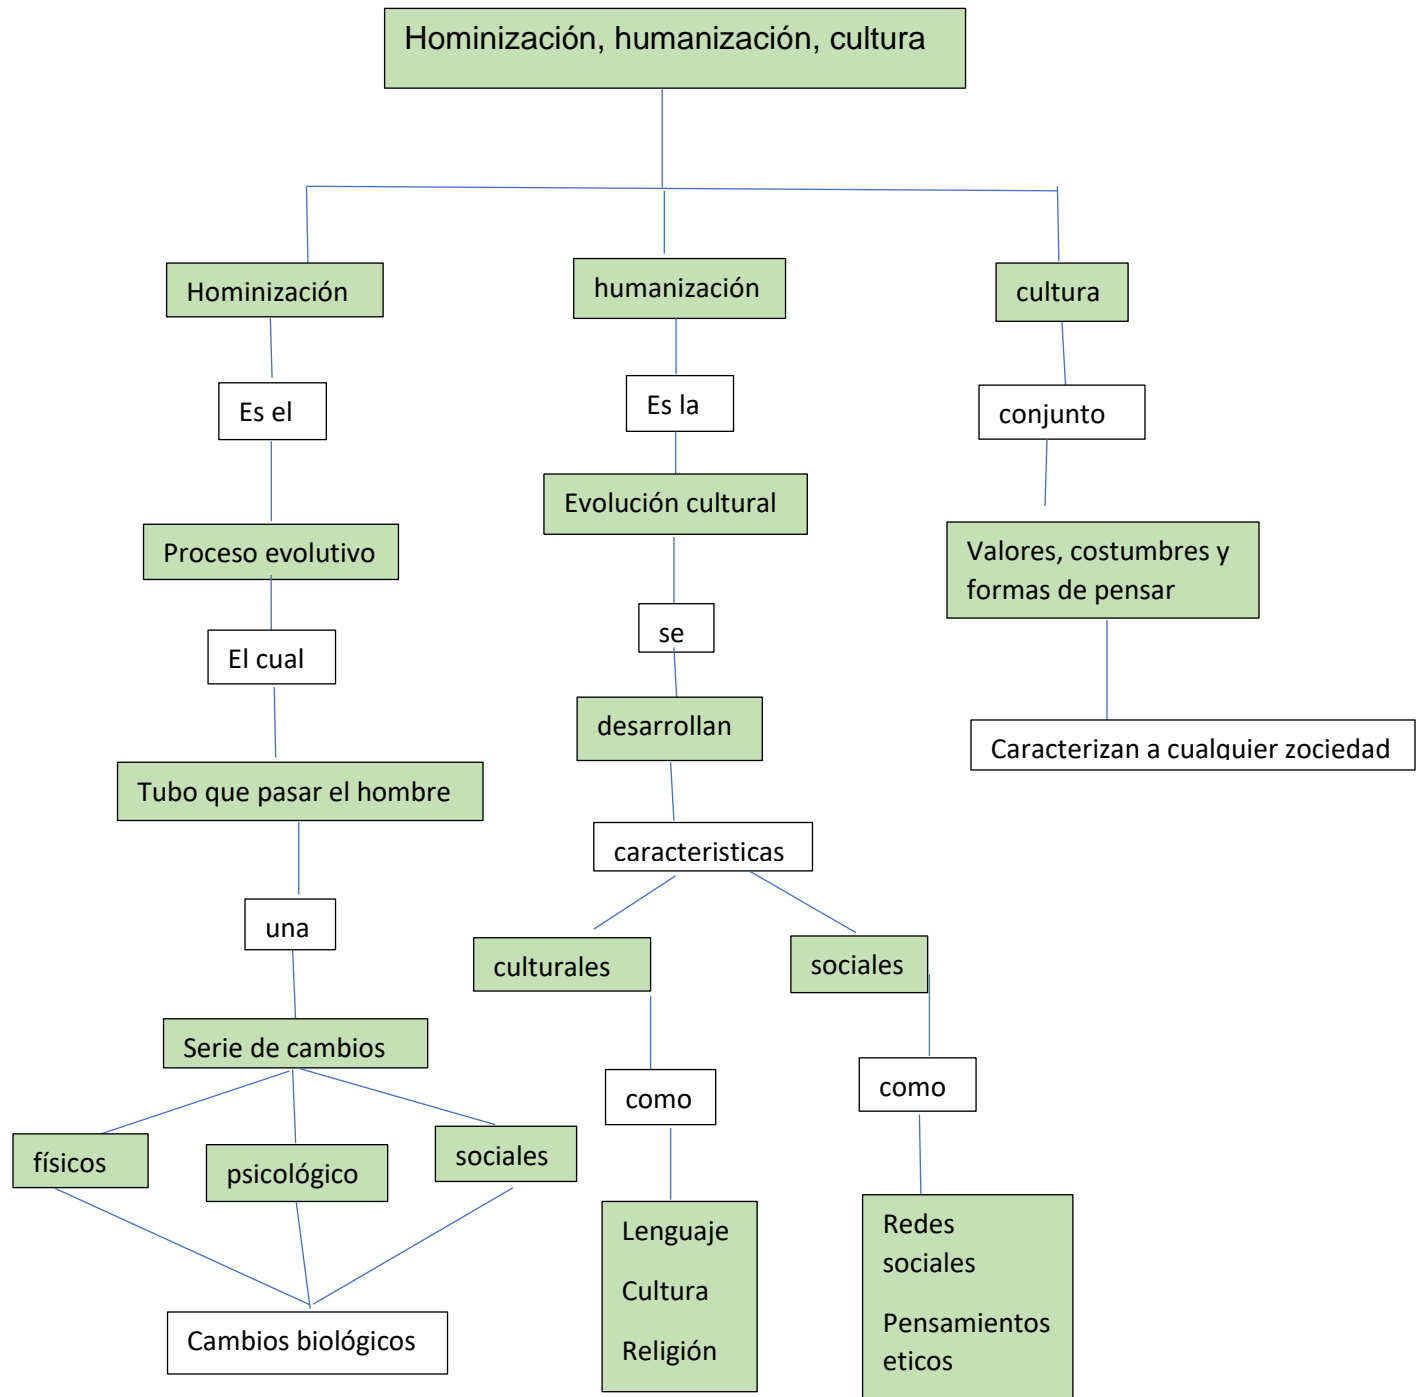 Hominización, humanización, cultura
Hominización
humanización
cultura
Es el
Es la
conjunto
Proceso evolutivo
Evolución cultural
Valores, costumbres y
formas de pensar
El cual
se
Tubo que pasar el hombre
desarrollan
Caracterizan a cualquier zociedad
una
caracteristicas
Serie de cambios
culturales
sociales
físicos
psicológico
sociales
como
como
Cambios biológicos
Lenguaje
Cultura
Religión
Redes
sociales
Pensamientos
eticos